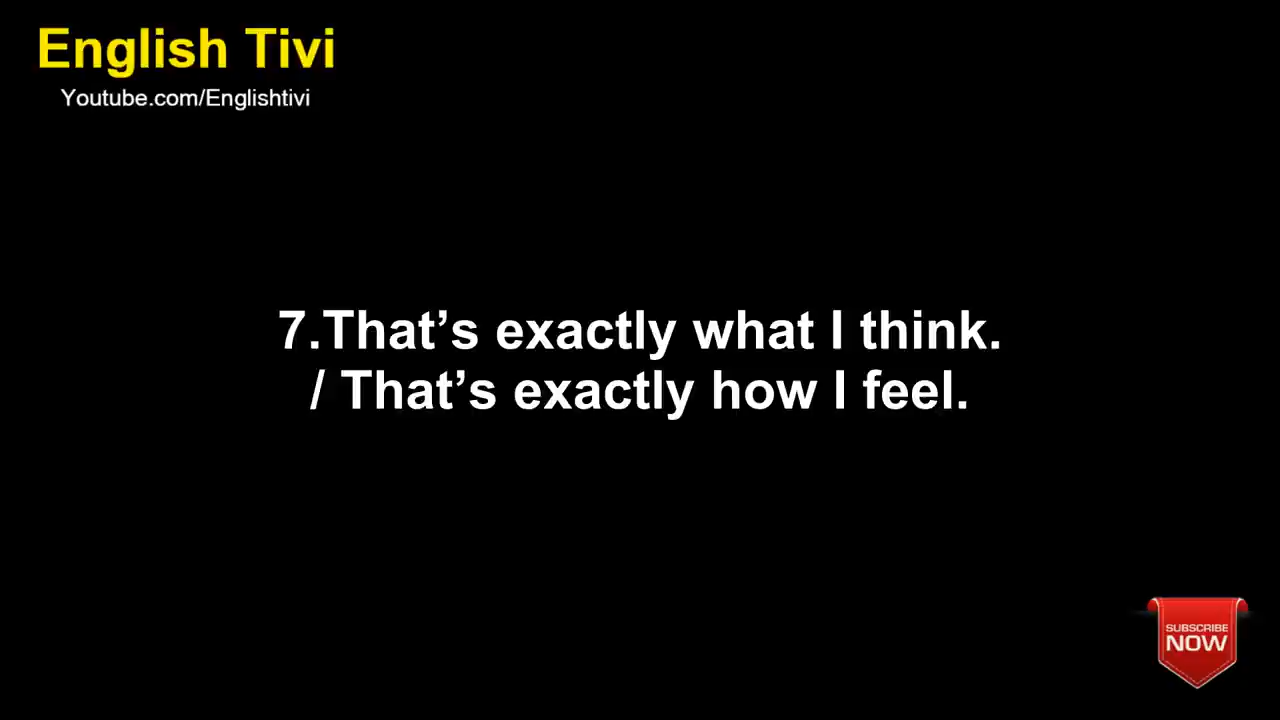 English Tivi
Youtube.com/Englishtivi
7.That’s exactly what I think.
/ That’s exactly how I feel.
SUBSCRIBE
NOW